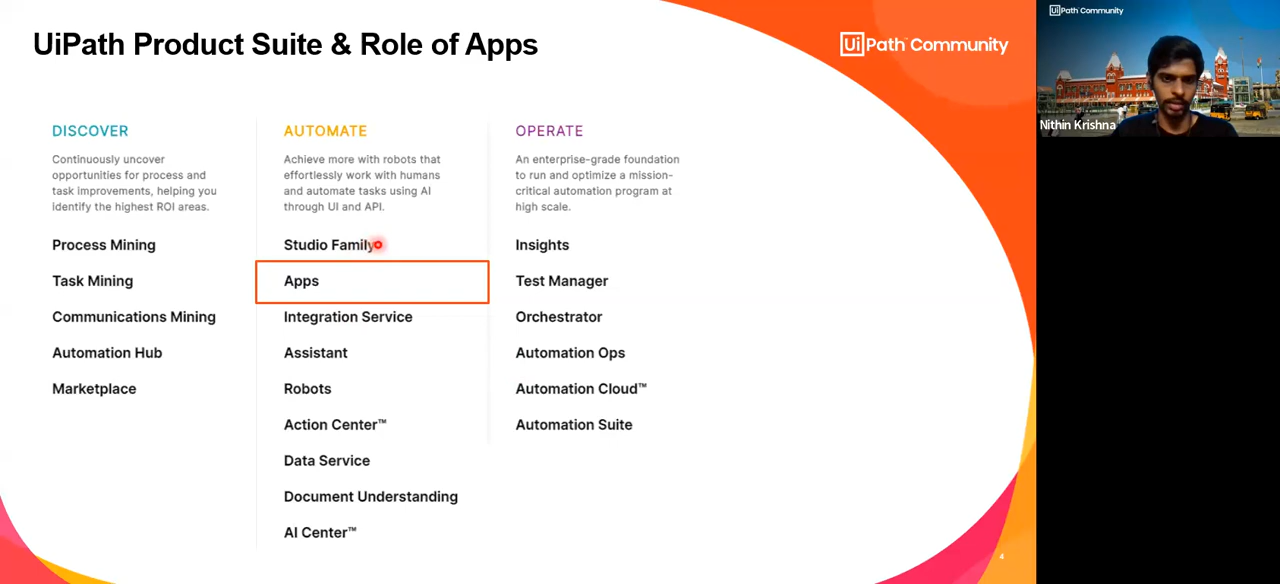 UiPath Product Suite & Role of Apps
UiPath™ Community
DISCOVER
Continuously uncover
opportunities for process and
task improvements, helping you
identify the highest ROI areas.
Process Mining
Task Mining
Communications Mining
Automation Hub
Marketplace
AUTOMATE
Achieve more with robots that
effortlessly work with humans
and automate tasks using AI
through UI and API.
Studio Family
Apps
Integration Service
Assistant
Robots
Action Center™
Data Service
Document Understanding
AI Center™
OPERATE
An enterprise-grade foundation
to run and optimize a mission-
critical automation program at
high scale.
Insights
Test Manager
Orchestrator
Automation Ops
Automation Cloud™
Automation Suite
4
UiPath Community
Nithin Krishna